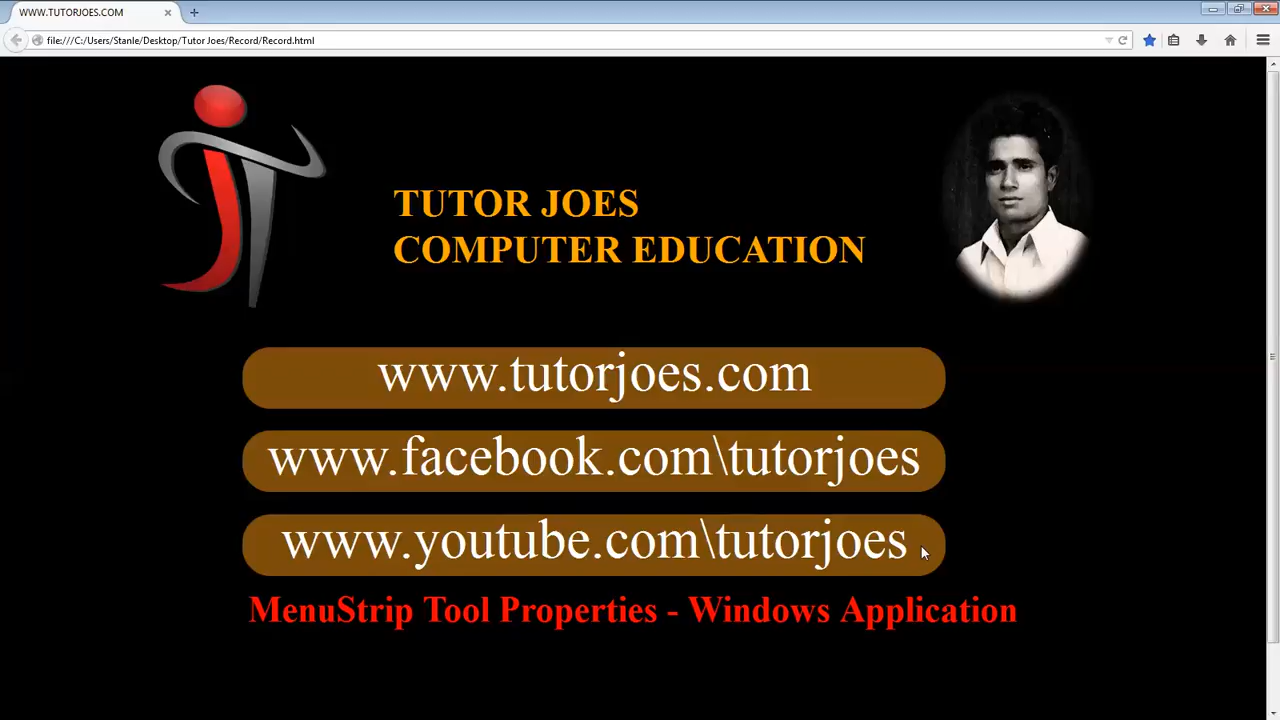 WWW.TUTORJOES.COM
file:///C:/Users/Stanle/Desktop/Tutor Joes/Record/Record.html
TUTOR JOES
COMPUTER EDUCATION
www.tutorjoes.com
www.facebook.com\tutorjoes
www.youtube.com\tutorjoes
MenuStrip Tool Properties - Windows Application